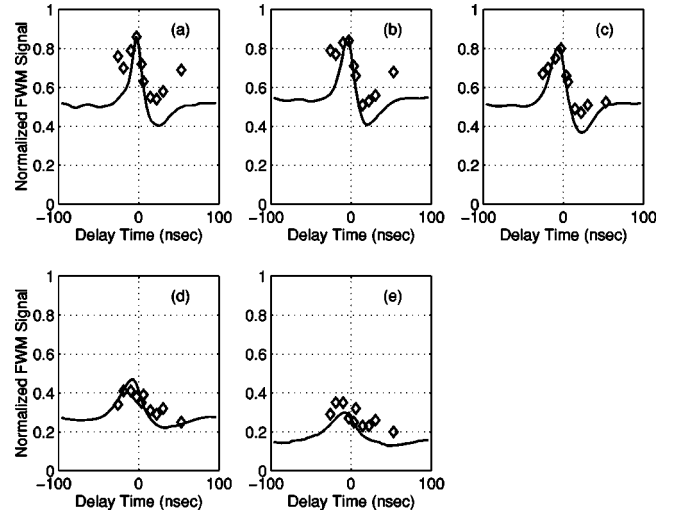 (a) (b) (c)
Normalized FWM Signal
1 1 1
0.8 0.8 0.8
0.6 0.6 0.6
0.4 0.4 0.4
0.2 0.2 0.2
0 0 0
−100 0 100 −100 0 100 −100 0 100
Delay Time (nsec) Delay Time (nsec) Delay Time (nsec)
(d) (e)
Normalized FWM Signal
1 1
0.8 0.8
0.6 0.6
0.4 0.4
0.2 0.2
0 0
−100 0 100 −100 0 100
Delay Time (nsec) Delay Time (nsec)